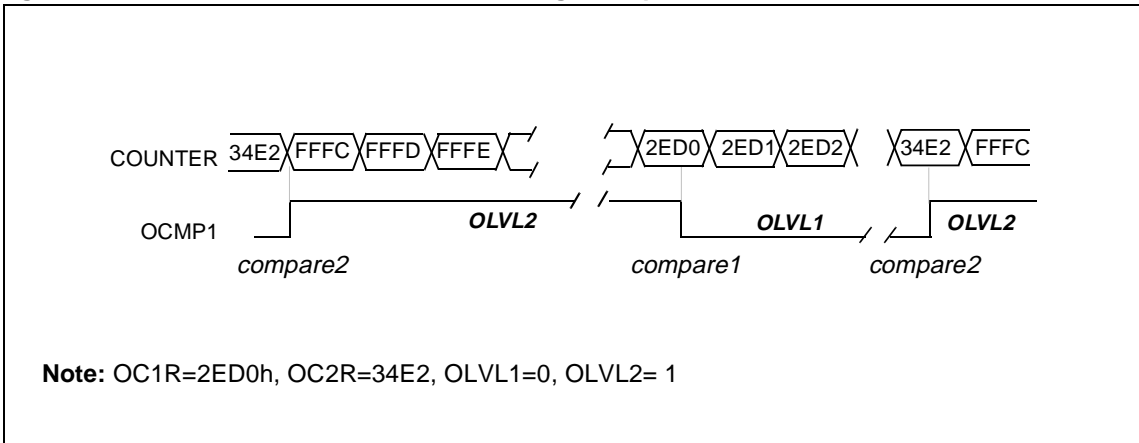 COUNTER 34E2 FFFC FFFD FFFE 2ED0 2ED1 2ED2 34E2 FFFC
OCMP1 OLVL2 OLVL1 OLVL2
compare2 compare1 compare2
Note: OC1R=2ED0h, OC2R=34E2, OLVL1=0, OLVL2= 1